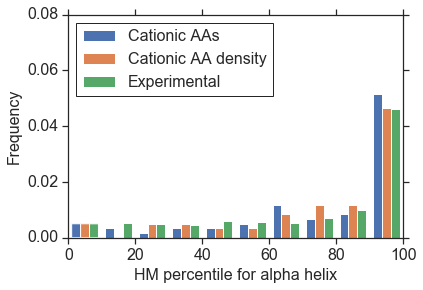 0.08
0.06
0.04
0.02
0.00
Frequency
Cationic AAs
Cationic AA density
Experimental
0 20 40 60 80 100
HM percentile for alpha helix